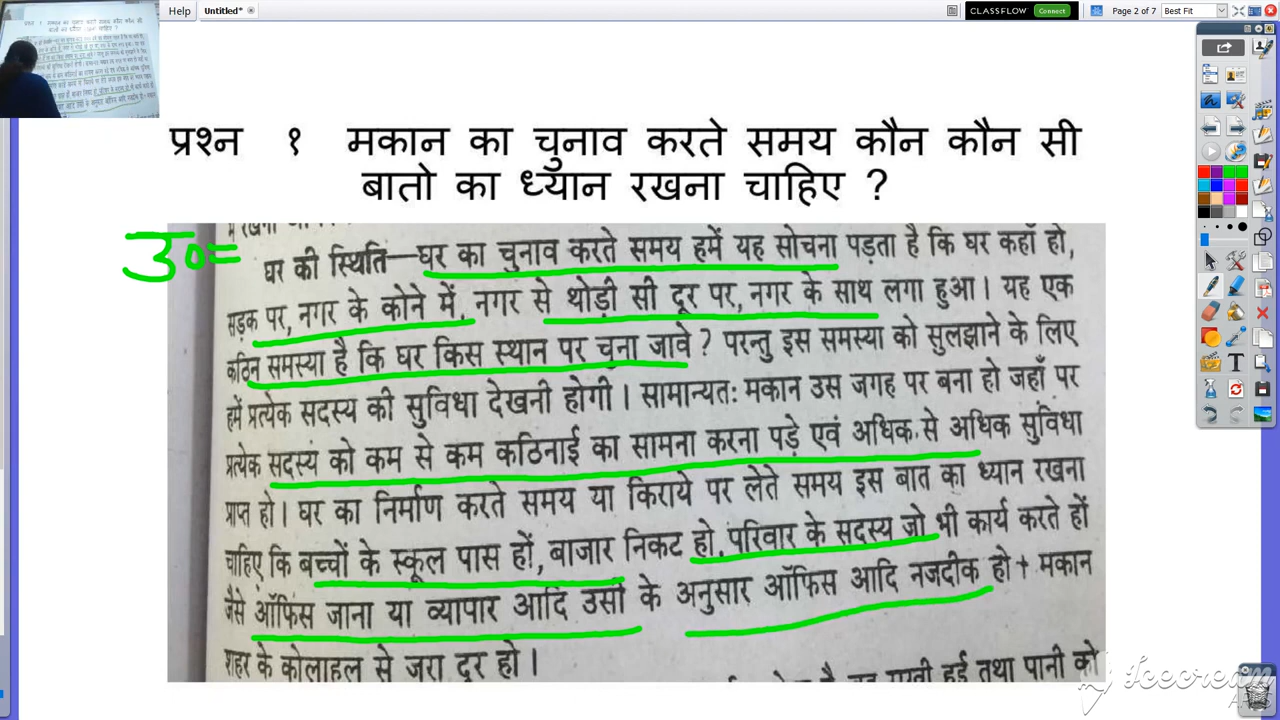 Help Untitled* CLASSFLOW Connect Page 2 of 7 Best Fit
प्रश्न १ मकान का चुनाव करते समय कौन कौन सी
बातो का ध्यान रखना चाहिए ?
उ०=
घर की स्थिति—घर का चुनाव करते समय हमें यह सोचना पड़ता है कि घर कहाँ हो,
सड़क पर, नगर के कोने में, नगर से थोड़ी सी दूर पर, नगर के साथ लगा हुआ। यह एक
कठिन समस्या है कि घर किस स्थान पर चुना जावे ? परन्तु इस समस्या को सुलझाने के लिए
हमें प्रत्येक सदस्य की सुविधा देखनी होगी। सामान्यतः मकान उस जगह पर बना हो जहाँ पर
प्रत्येक सदस्य को कम से कम कठिनाई का सामना करना पड़े एवं अधिक से अधिक सुविधा
प्राप्त हो। घर का निर्माण करते समय या किराये पर लेते समय इस बात का ध्यान रखना
चाहिए कि बच्चों के स्कूल पास हों, बाजार निकट हो, परिवार के सदस्य जो भी कार्य करते हों
जैसे ऑफिस जाना या व्यापार आदि उसी के अनुसार ऑफिस आदि नजदीक हो + मकान
शहर के कोलाहल से जरा दूर हो।
हुई तथा पानी को
Icecream
APPS